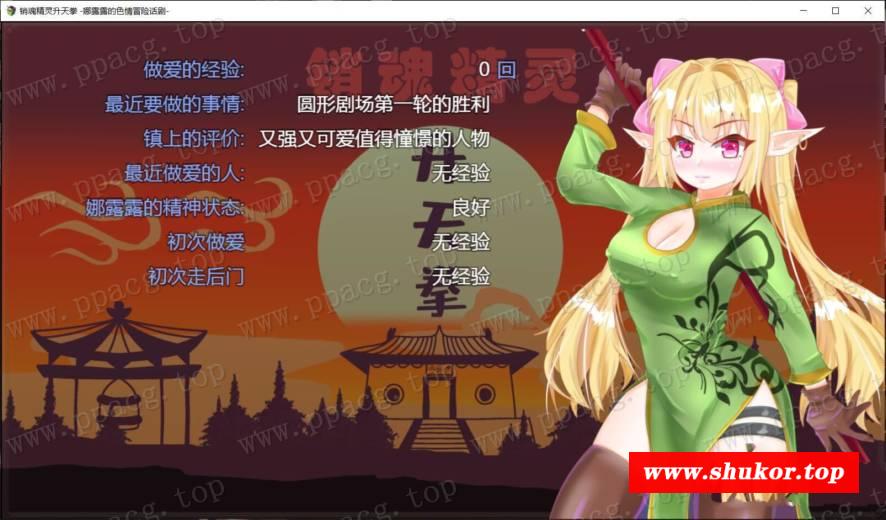 销魂精灵升天拳 -娜露露的色情冒险话剧-
销魂精灵
升天拳
做爱的经验: 0 回
最近要做的事情: 圆形剧场第一轮的胜利
镇上的评价: 又强又可爱值得憧憬的人物
最近做爱的人: 无经验
娜露露的精神状态: 良好
初次做爱 无经验
初次走后门 无经验
www.ppacg.top
www.shukor.top